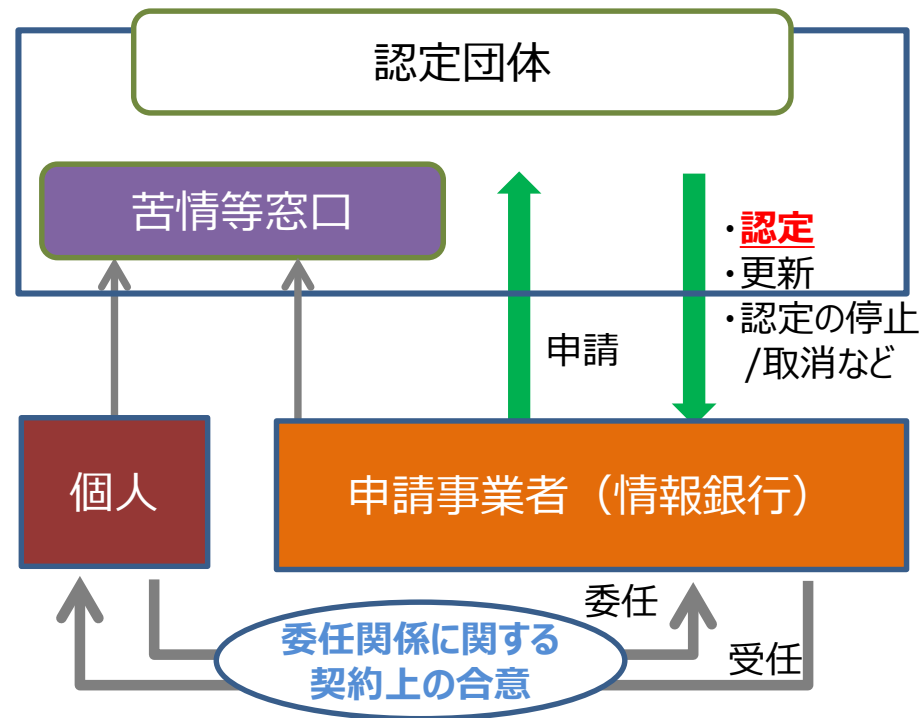 認定団体
苦情等窓口
・認定
・更新
・認定の停止
/取消など
申請
個人
申請事業者（情報銀行）
委任
委任関係に関する
契約上の合意
受任